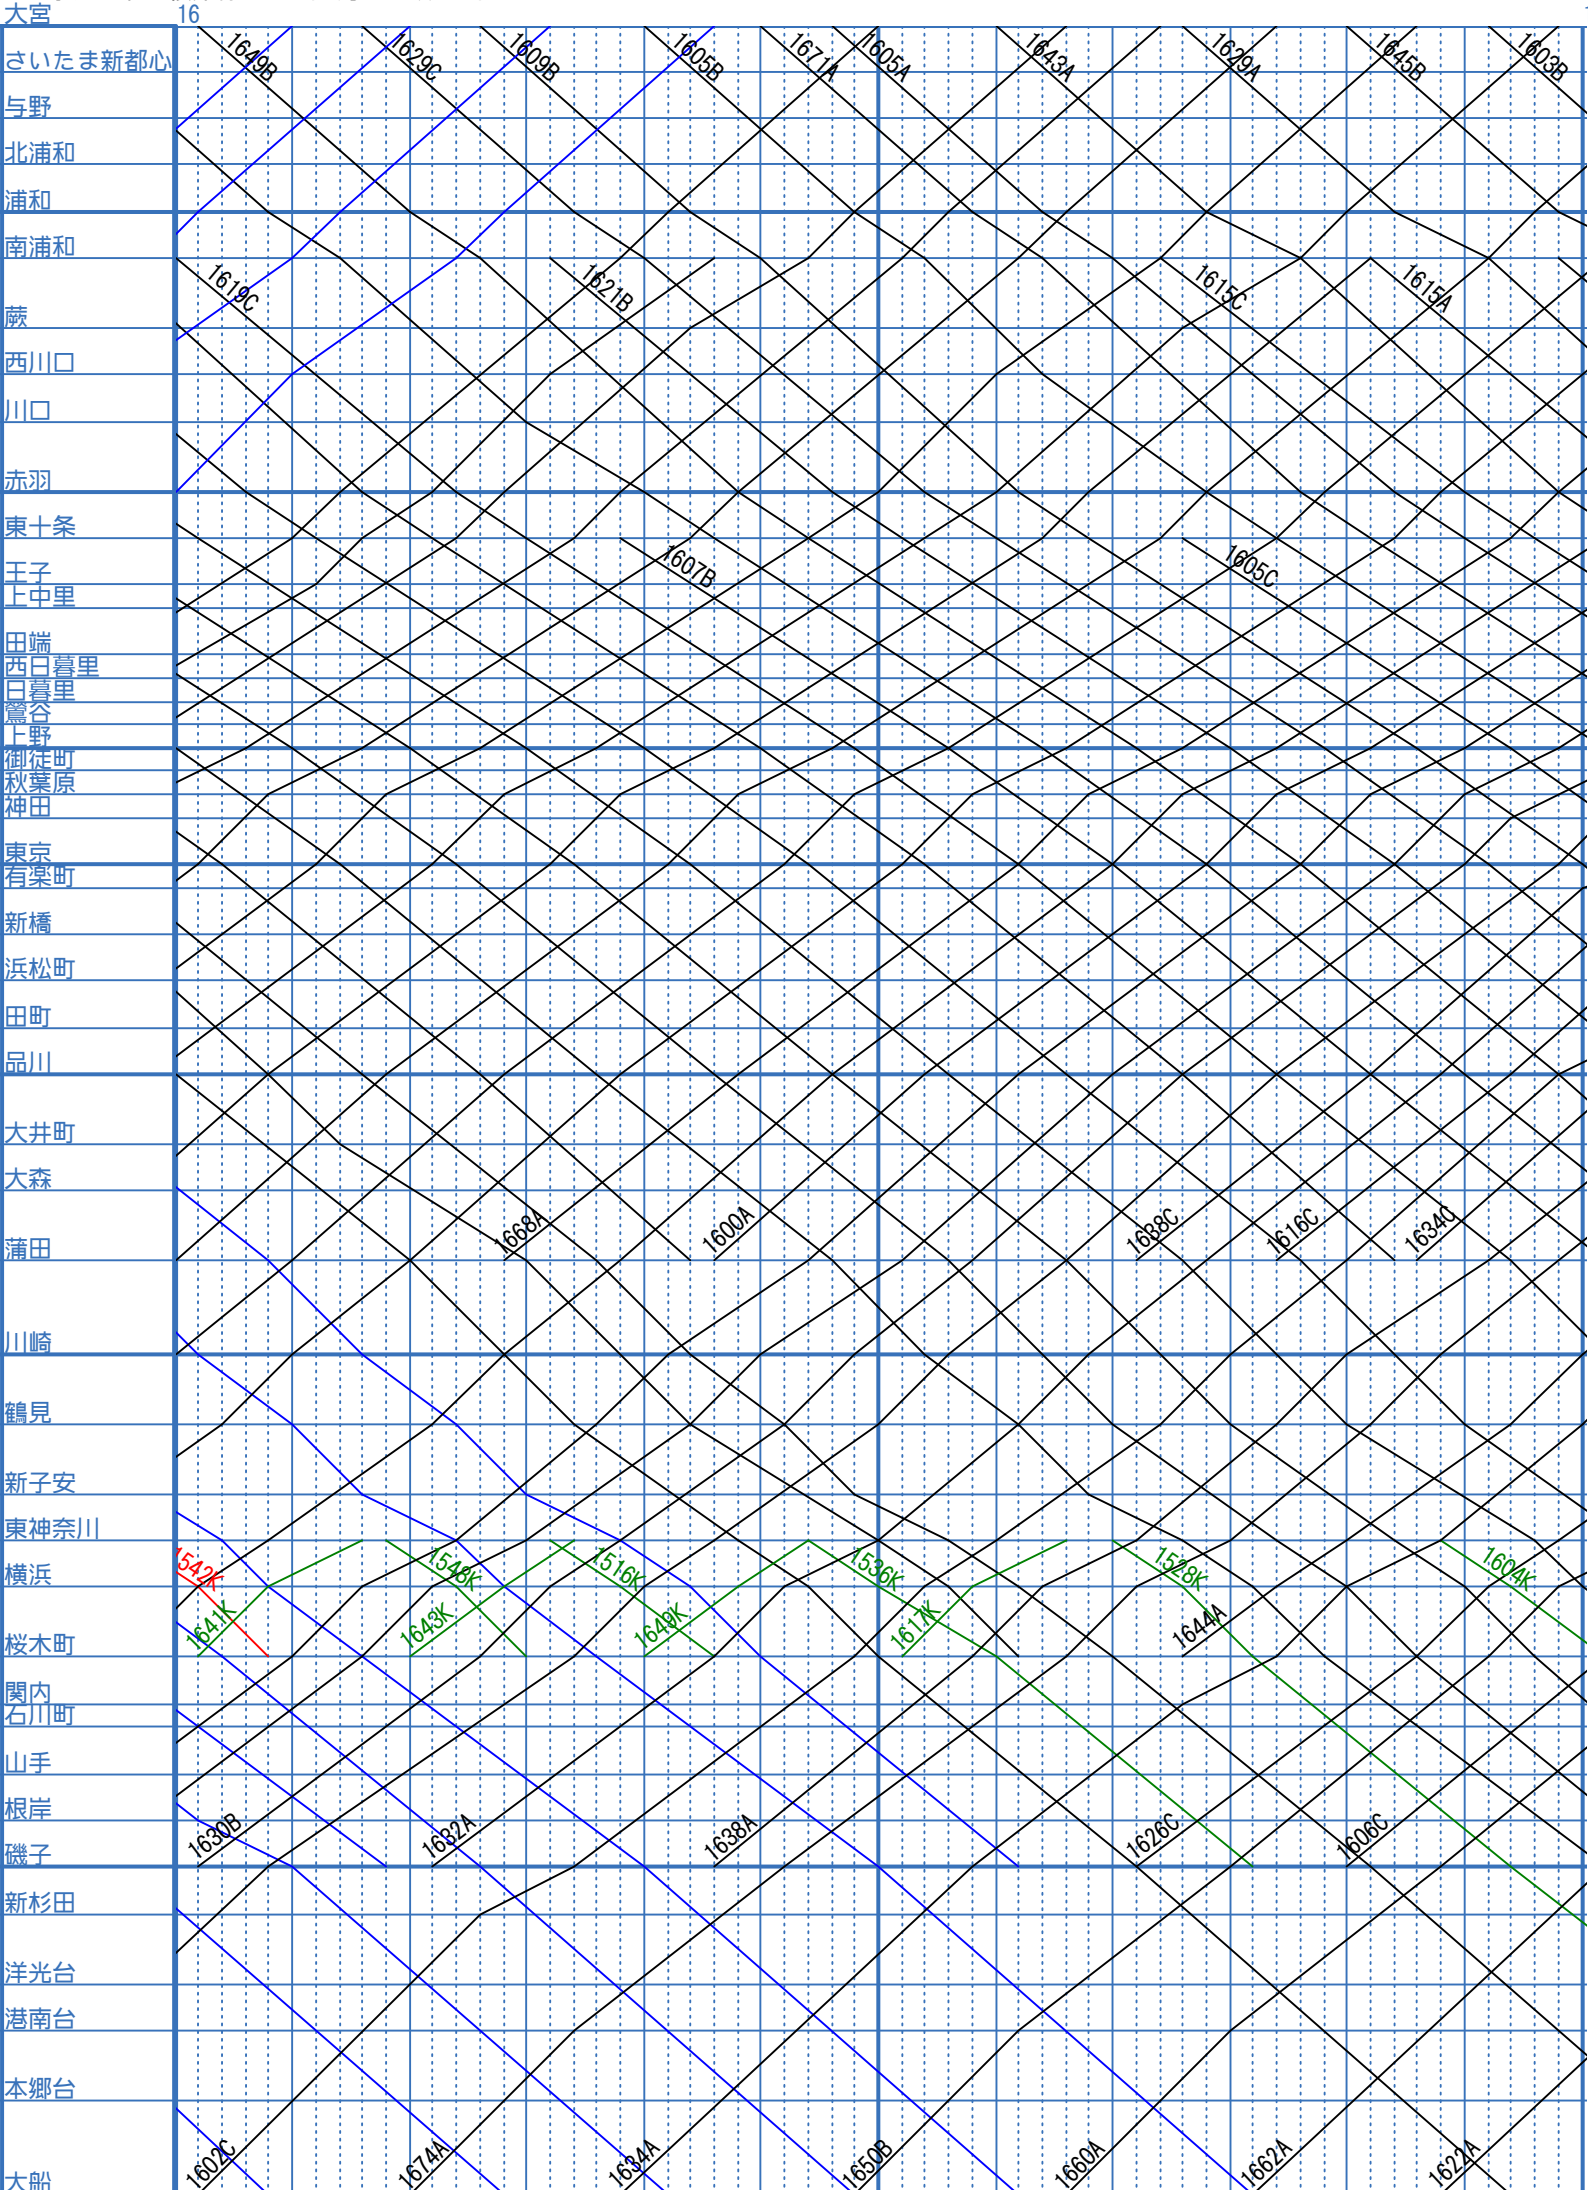 大宮 16
1649B 1629C 1609B 1605B 1671A 1605A 1643A 1629A 1645B 1603B
さいたま新都心
与野
北浦和
浦和
南浦和
1619C 1621B 1615C 1615A
蕨
西川口
川口
赤羽
東十条
1607B 1605C
王子
上中里
田端
西日暮里
日暮里
鶯谷
上野
御徒町
秋葉原
神田
東京
有楽町
新橋
浜松町
田町
品川
大井町
大森
1668A 1600A 1638C 1616C 1634C
蒲田
川崎
鶴見
新子安
東神奈川
1542K 1548K 1516K 1536K 1528K 1604K
横浜
1641K 1643K 1649K 1617K 1644A
桜木町
関内
石川町
山手
根岸
1630B 1632A 1638A 1626C 1606C
磯子
新杉田
洋光台
港南台
本郷台
1602C 1674A 1634A 1650B 1660A 1662A 1622A
大船